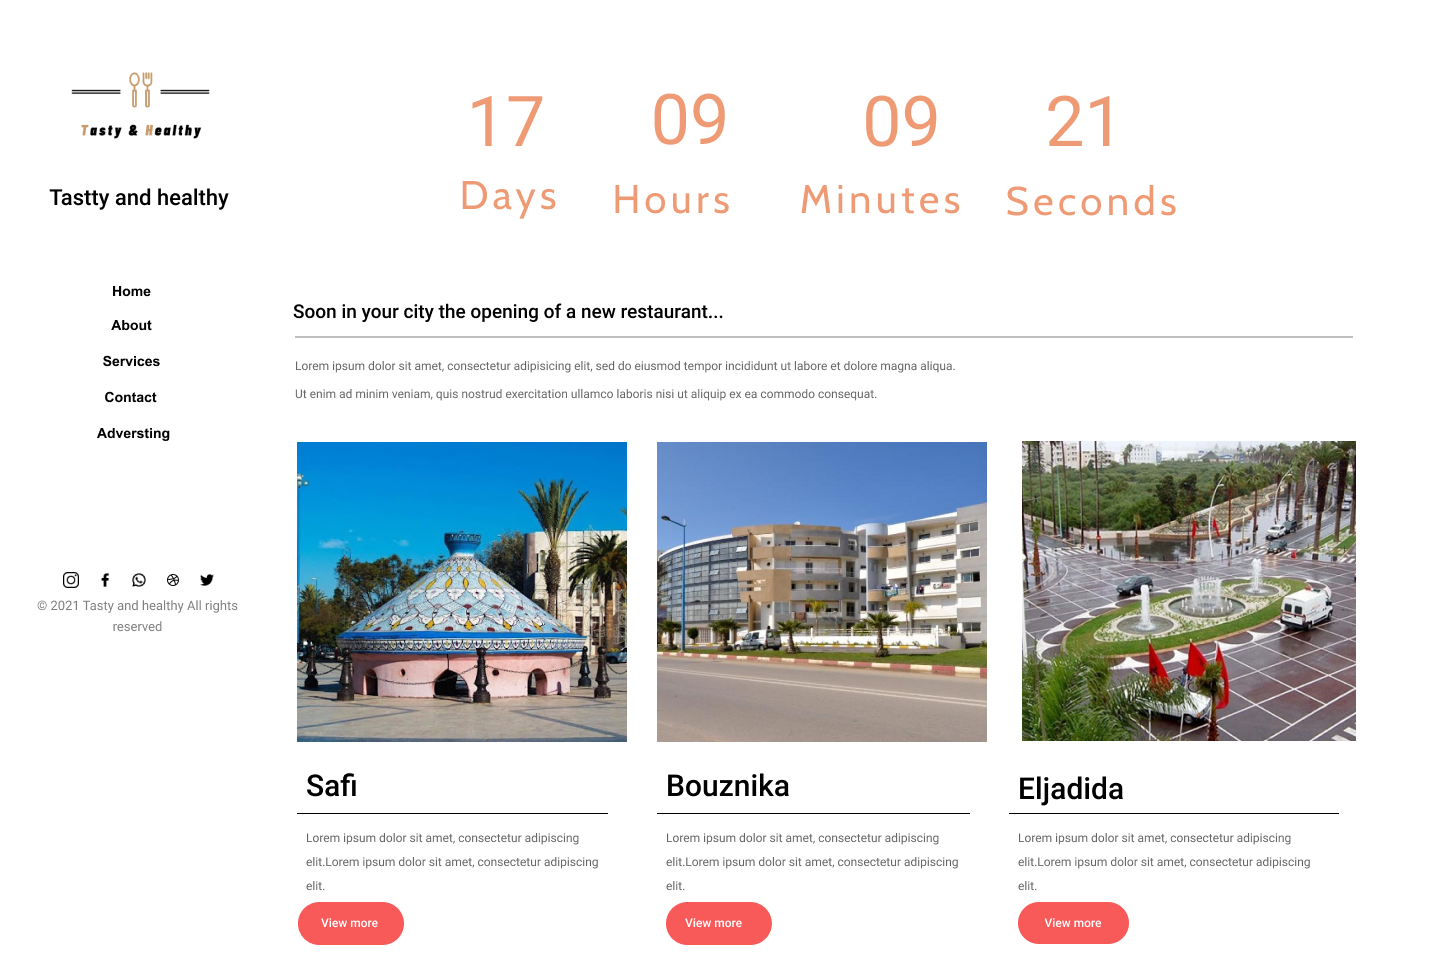 Tasty & Healthy
Tastty and healthy
Home
About
Services
Contact
Adversting
© 2021 Tasty and healthy All rights
reserved
17 09 09 21
Days Hours Minutes Seconds
Soon in your city the opening of a new restaurant...
Lorem ipsum dolor sit amet, consectetur adipisicing elit, sed do eiusmod tempor incididunt ut labore et dolore magna aliqua.
Ut enim ad minim veniam, quis nostrud exercitation ullamco laboris nisi ut aliquip ex ea commodo consequat.
Safi
Lorem ipsum dolor sit amet, consectetur adipiscing
elit.Lorem ipsum dolor sit amet, consectetur adipiscing
elit.
View more
Bouznika
Lorem ipsum dolor sit amet, consectetur adipiscing
elit.Lorem ipsum dolor sit amet, consectetur adipiscing
elit.
View more
Eljadida
Lorem ipsum dolor sit amet, consectetur adipiscing
elit.Lorem ipsum dolor sit amet, consectetur adipiscing
elit.
View more